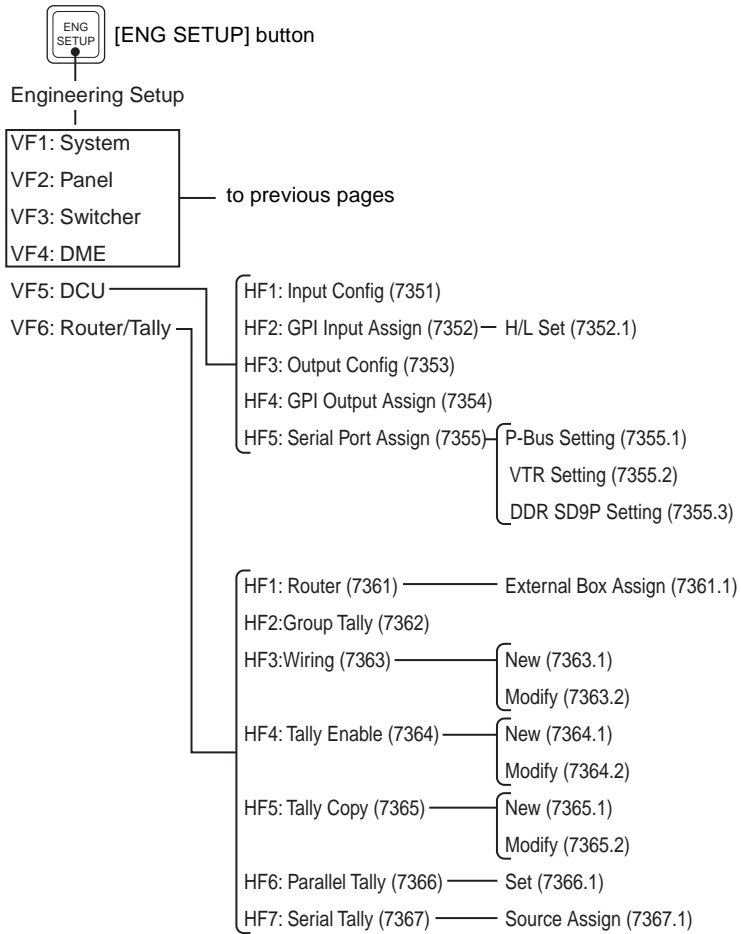 ENG
SETUP
[ENG SETUP] button
Engineering Setup
VF1: System
VF2: Panel
VF3: Switcher
VF4: DME
to previous pages
VF5: DCU
VF6: Router/Tally
HF1: Input Config (7351)
HF2: GPI Input Assign (7352)
H/L Set (7352.1)
HF3: Output Config (7353)
HF4: GPI Output Assign (7354)
HF5: Serial Port Assign (7355)
P-Bus Setting (7355.1)
VTR Setting (7355.2)
DDR SD9P Setting (7355.3)
HF1: Router (7361)
External Box Assign (7361.1)
HF2:Group Tally (7362)
HF3:Wiring (7363)
New (7363.1)
Modify (7363.2)
HF4: Tally Enable (7364)
New (7364.1)
Modify (7364.2)
HF5: Tally Copy (7365)
New (7365.1)
Modify (7365.2)
HF6: Parallel Tally (7366)
Set (7366.1)
HF7: Serial Tally (7367)
Source Assign (7367.1)